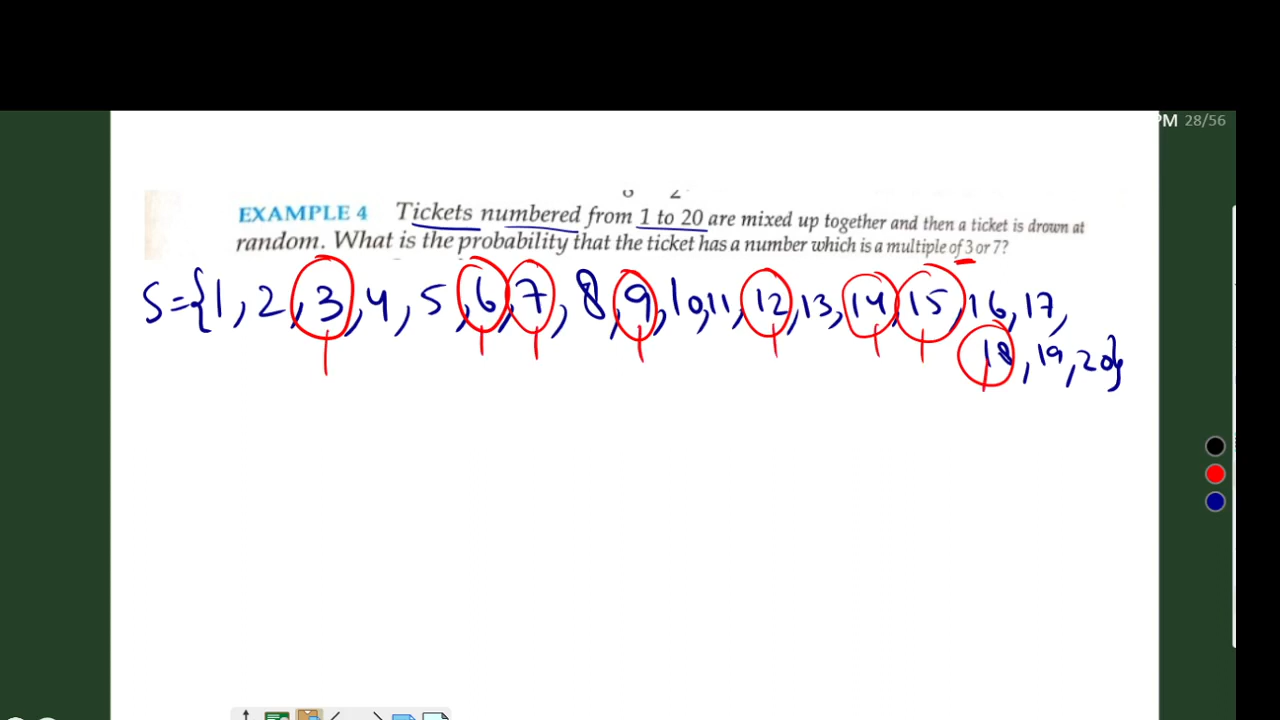 PM 28/56
EXAMPLE 4 Tickets numbered from 1 to 20 are mixed up together and then a ticket is drown at
random. What is the probability that the ticket has a number which is a multiple of 3 or 7?
S={1, 2, 3, 4, 5, 6, 7, 8, 9, 10, 11, 12, 13, 14, 15, 16, 17,
18, 19, 20}